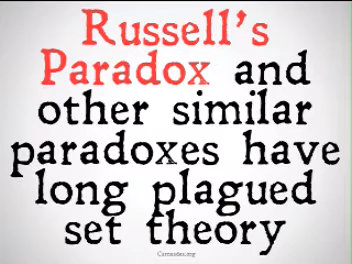 Russell's
Paradox and
other similar
paradoxes have
long plagued
set theory
Carneades.org